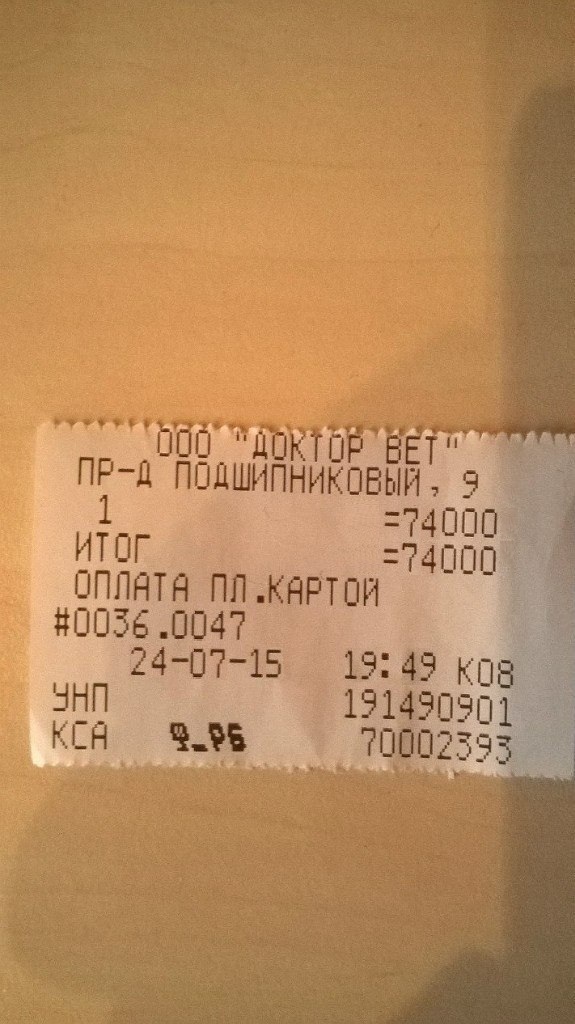 ООО "ДОКТОР ВЕТ"
ПР-Д ПОДШИПНИКОВЫЙ, 9
1 =74000
ИТОГ =74000
ОПЛАТА ПЛ.КАРТОЙ
#0036.0047
24-07-15 19:49 К08
УНП 191490901
КСА Ф_РБ 70002393